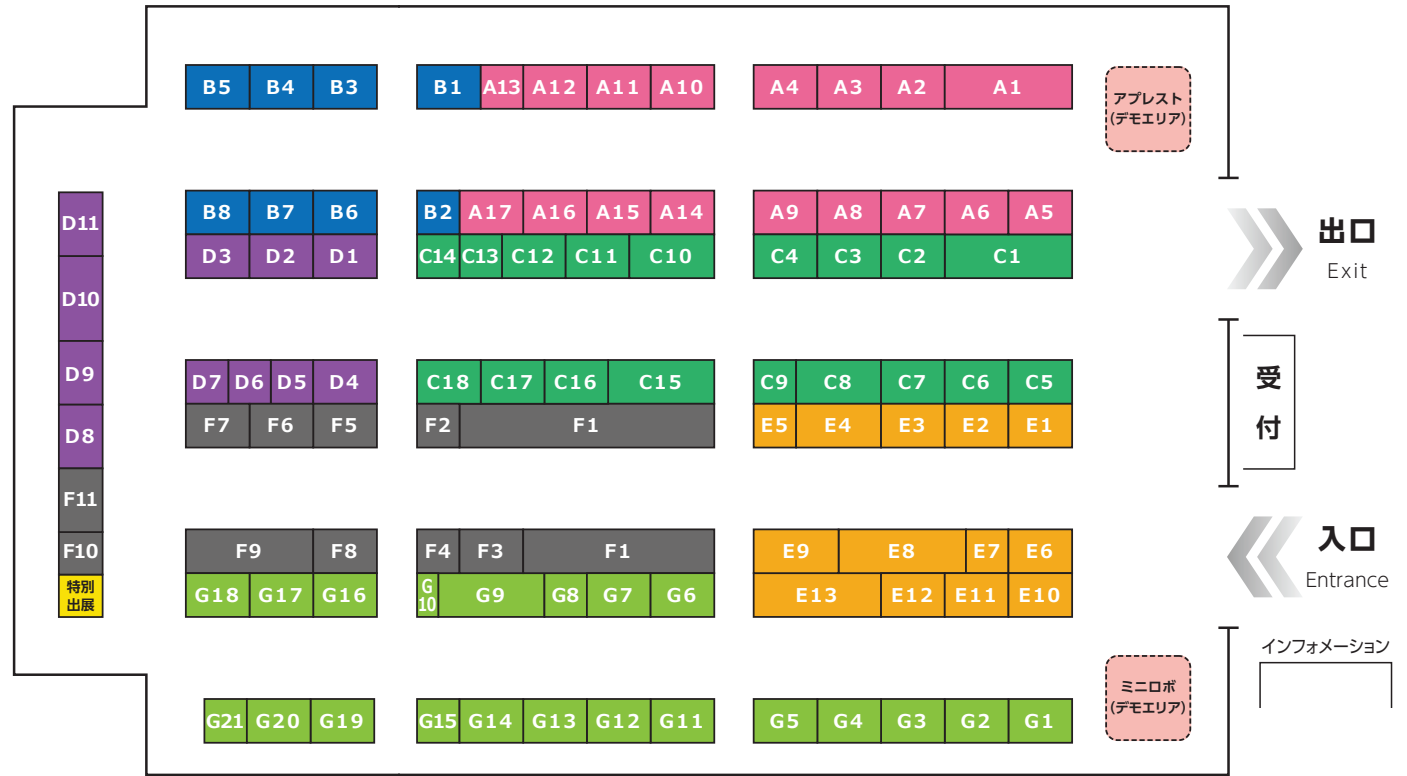 B5 B4 B3 B1 A13 A12 A11 A10 A4 A3 A2 A1
アプレスト
(デモエリア)
B8 B7 B6 B2 A17 A16 A15 A14 A9 A8 A7 A6 A5
D3 D2 D1 C14 C13 C12 C11 C10 C4 C3 C2 C1
D11
D10
D9
D8
F11
F10
特別
出展
出口
Exit
D7 D6 D5 D4 C18 C17 C16 C15 C9 C8 C7 C6 C5
F7 F6 F5 F2 F1 E5 E4 E3 E2 E1
受
付
F9 F8 F4 F3 F1 E9 E8 E7 E6
G18 G17 G16 G
10 G9 G8 G7 G6 E13 E12 E11 E10
入口
Entrance
インフォメーション
ミニロボ
(デモエリア)
G21 G20 G19 G15 G14 G13 G12 G11 G5 G4 G3 G2 G1